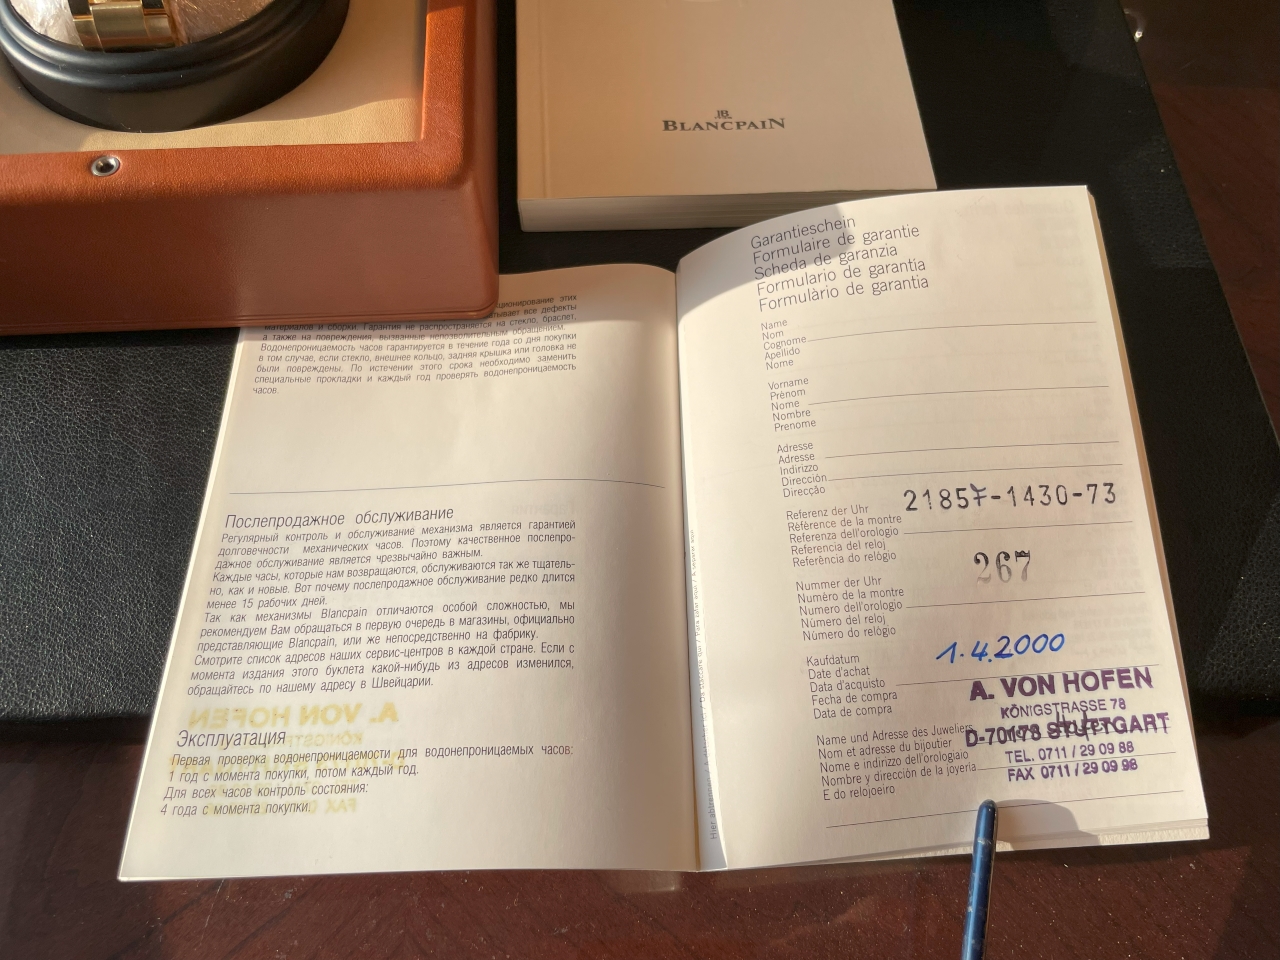 BLANCPAIN
ционирование этих
тывает все дефекты
материалов и сборки. Гарантия не распространяется на стекло, браслет,
а также на повреждения, вызванные непозволительным обращением.
Водонепроницаемость часов гарантируется в течение года со дня покупки
в том случае, если стекло, внешнее кольцо, задняя крышка или головка не
были повреждены. По истечении этого срока необходимо заменить
специальные прокладки и каждый год проверять водонепроницаемость
часов.
Послепродажное обслуживание
Регулярный контроль и обслуживание механизма является гарантией
долговечности механических часов. Поэтому качественное послепро-
дажное обслуживание является чрезвычайно важным.
Каждые часы, которые нам возвращаются, обслуживаются так же тщатель-
но, как и новые. Вот почему послепродажное обслуживание редко длится
менее 15 рабочих дней.
Так как механизмы Blancpain отличаются особой сложностью, мы
рекомендуем Вам обращаться в первую очередь в магазины, официально
представляющие Blancpain, или же непосредственно на фабрику.
Смотрите список адресов наших сервис-центров в каждой стране. Если с
момента издания этого буклета какой-нибудь из адресов изменился,
обращайтесь по нашему адресу в Швейцарии.
Эксплуатация
Первая проверка водонепроницаемости для водонепроницаемых часов:
1 год с момента покупки, потом каждый год.
Для всех часов контроль состояния:
4 года с момента покупки.
Garantieschein
Formulaire de garantie
Scheda de garanzia
Formulario de garantia
Formulàrio de garantia
Name
Nom
Cognome
Apellido
Nome
Vorname
Prénom
Nome
Nombre
Prenome
Adresse
Adresse
Indirizzo
Dirección
Direcção
Referenz der Uhr
Référence de la montre
Referenza dell'orologio
Referencia del reloj
Referência do relógio
2185F-1430-73
Nummer der Uhr
Numéro de la montre
Numero dell'orologio
Número del reloj
Número do relógio
267
Kaufdatum
Date d'achat
Data d'acquisto
Fecha de compra
Data de compra
1.4.2000
Name und Adresse des Juweliers
Nom et adresse du bijoutier
Nome e indirizzo dell'orologiaio
Nombre y dirección de la joyería
E do relojoeiro
A. VON HOFEN
KÖNIGSTRASSE 78
D-70173 STUTTGART
TEL. 0711 / 29 09 88
FAX 0711 / 29 09 98